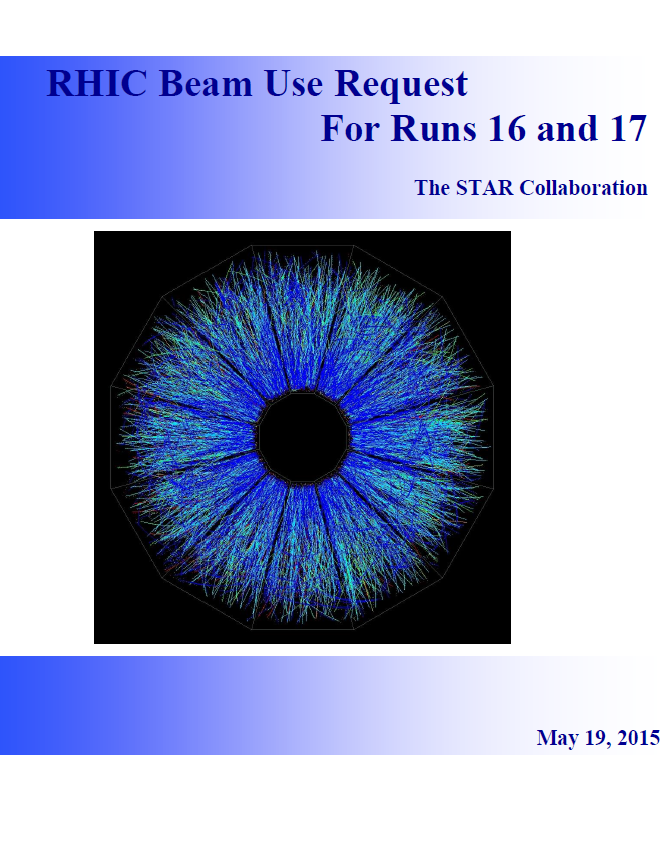 RHIC Beam Use Request
For Runs 16 and 17
The STAR Collaboration
May 19, 2015